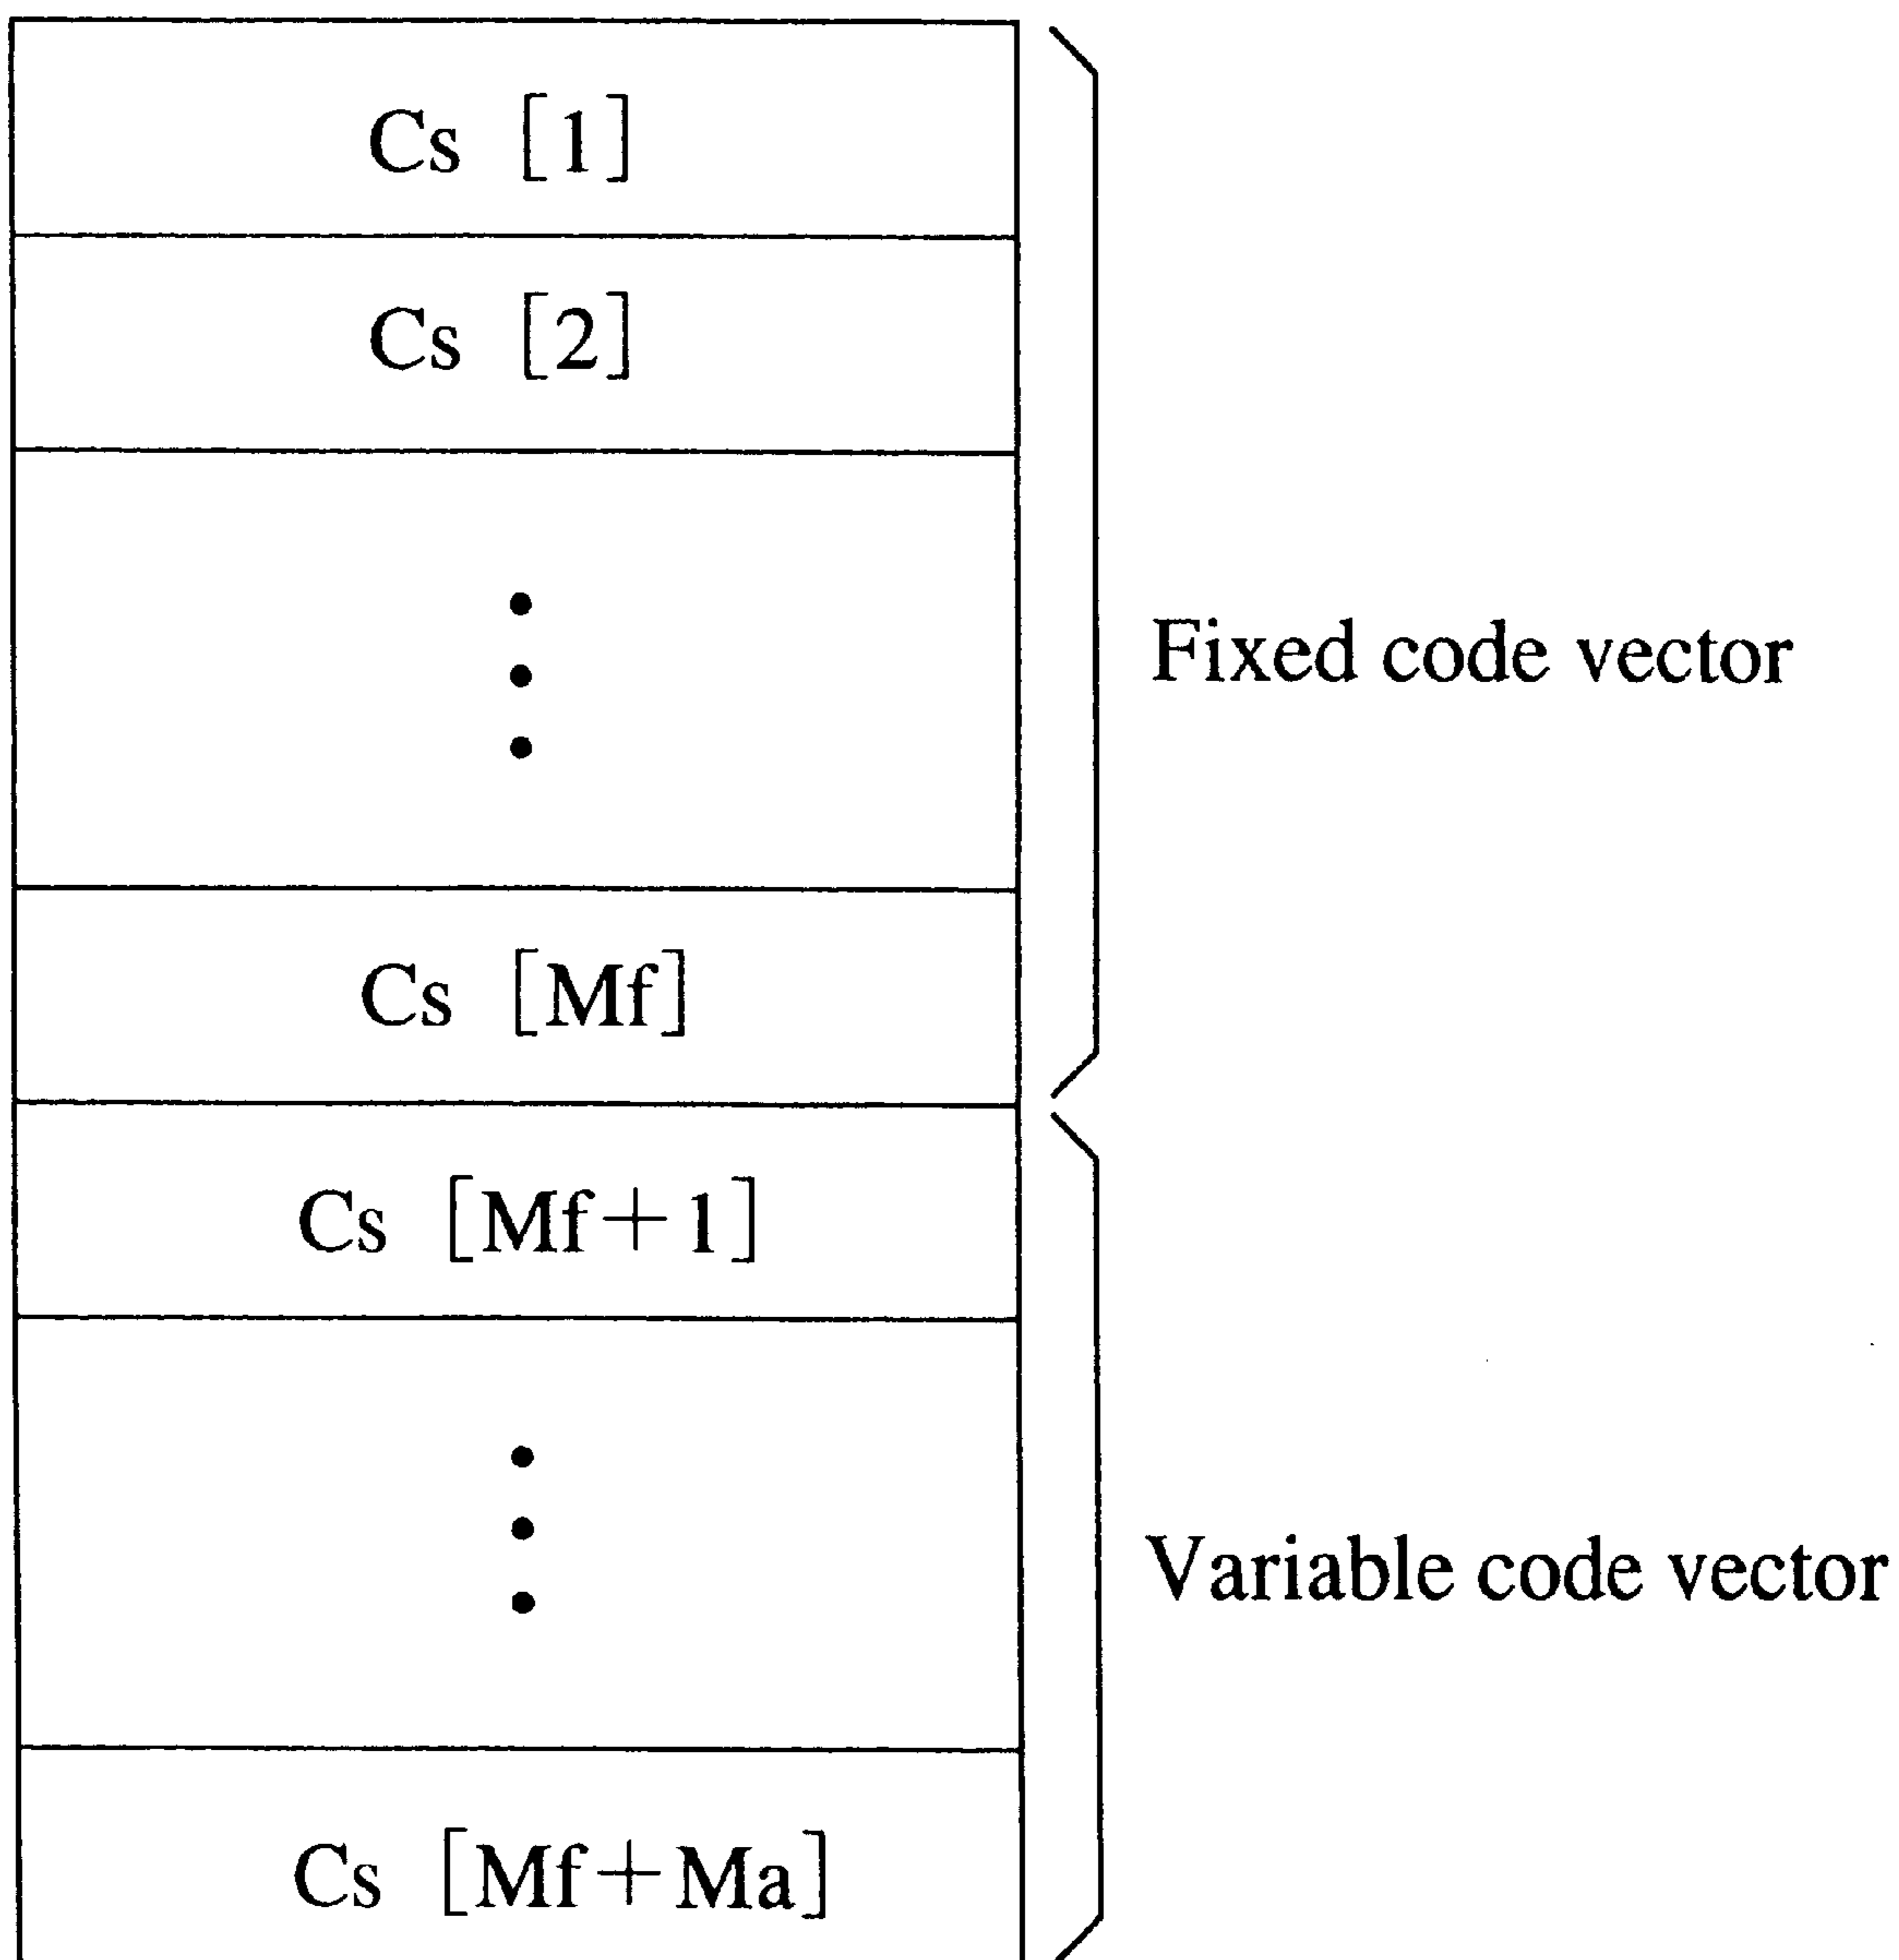 Cs [1]
Cs [2]
Fixed code vector
Cs [Mf]
Cs [Mf+1]
Variable code vector
Cs [Mf+Ma]